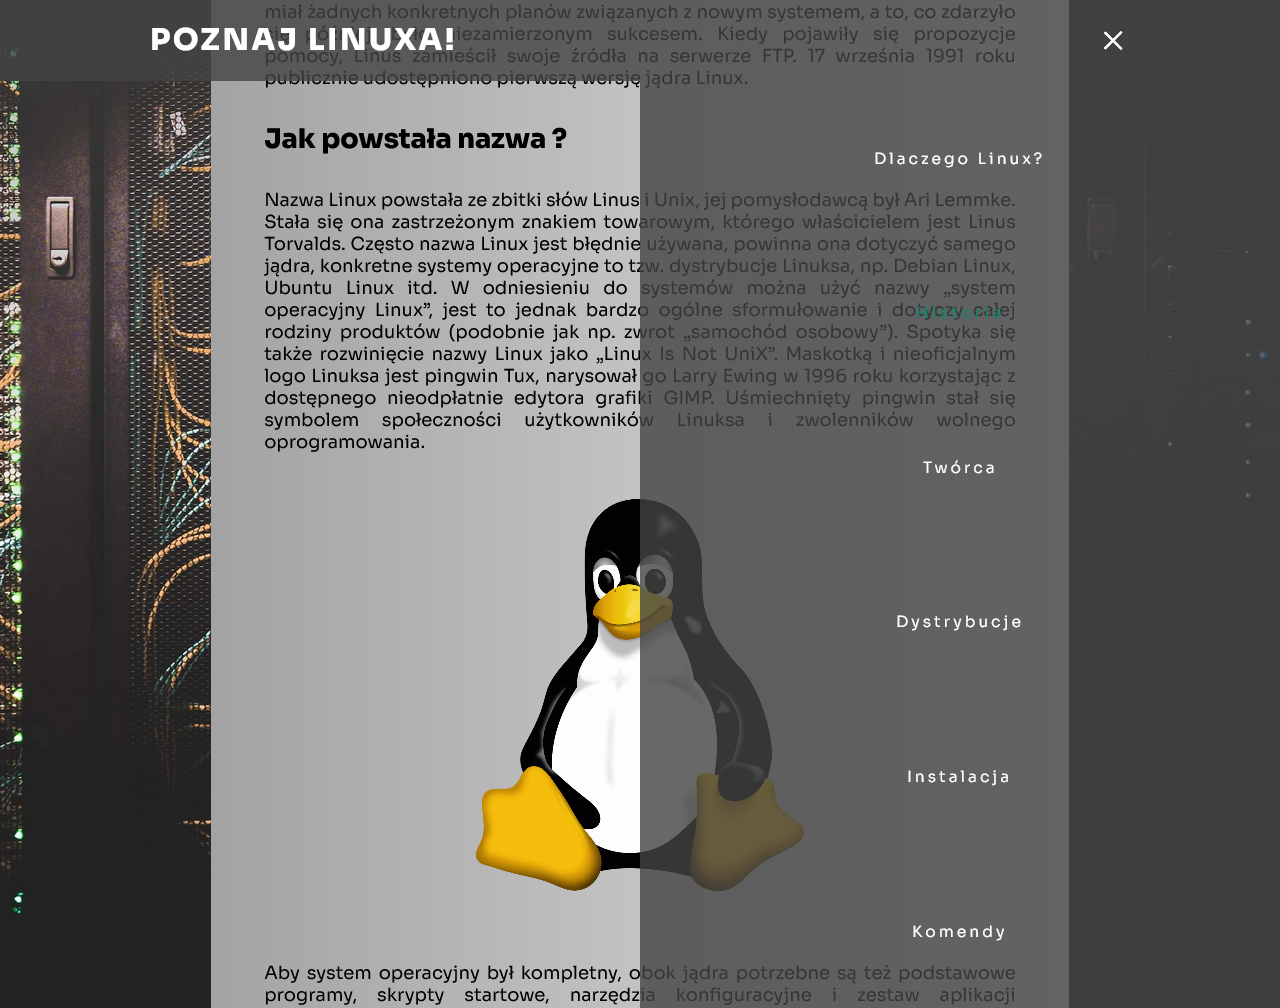 miał żadnych konkretnych planów związanych z nowym systemem, a to, co zdarzyło
POZNAJ LINUXA!
niezamierzonym sukcesem. Kiedy pojawiły się propozycje
pomocy, Linus zamieścił swoje źródła na serwerze FTP. 17 września 1991 roku
publicznie udostępniono pierwszą wersję jądra Linux.
Jak powstała nazwa ?
Dlaczego Linux?
Nazwa Linux powstała ze zbitki słów Linus i Unix, jej pomysłodawcą był Ari Lemmke.
Stała się ona zastrzeżonym znakiem towarowym, którego właścicielem jest Linus
Torvalds. Często nazwa Linux jest błędnie używana, powinna ona dotyczyć samego
jądra, konkretne systemy operacyjne to tzw. dystrybucje Linuksa, np. Debian Linux,
Ubuntu Linux itd. W odniesieniu do systemów można użyć nazwy „system
operacyjny Linux”, jest to jednak bardzo ogólne sformułowanie i dotyczy całej
rodziny produktów (podobnie jak np. zwrot „samochód osobowy”). Spotyka się
także rozwinięcie nazwy Linux jako „Linux Is Not UniX”. Maskotką i nieoficjalnym
logo Linuksa jest pingwin Tux, narysował go Larry Ewing w 1996 roku korzystając z
dostępnego nieodpłatnie edytora grafiki GIMP. Uśmiechnięty pingwin stał się
symbolem społeczności użytkowników Linuksa i zwolenników wolnego
oprogramowania.
Twórca
Dystrybucje
Instalacja
Komendy
Aby system operacyjny był kompletny, obok jądra potrzebne są też podstawowe
programy, skrypty startowe, narzędzia konfiguracyjne i zestaw aplikacji